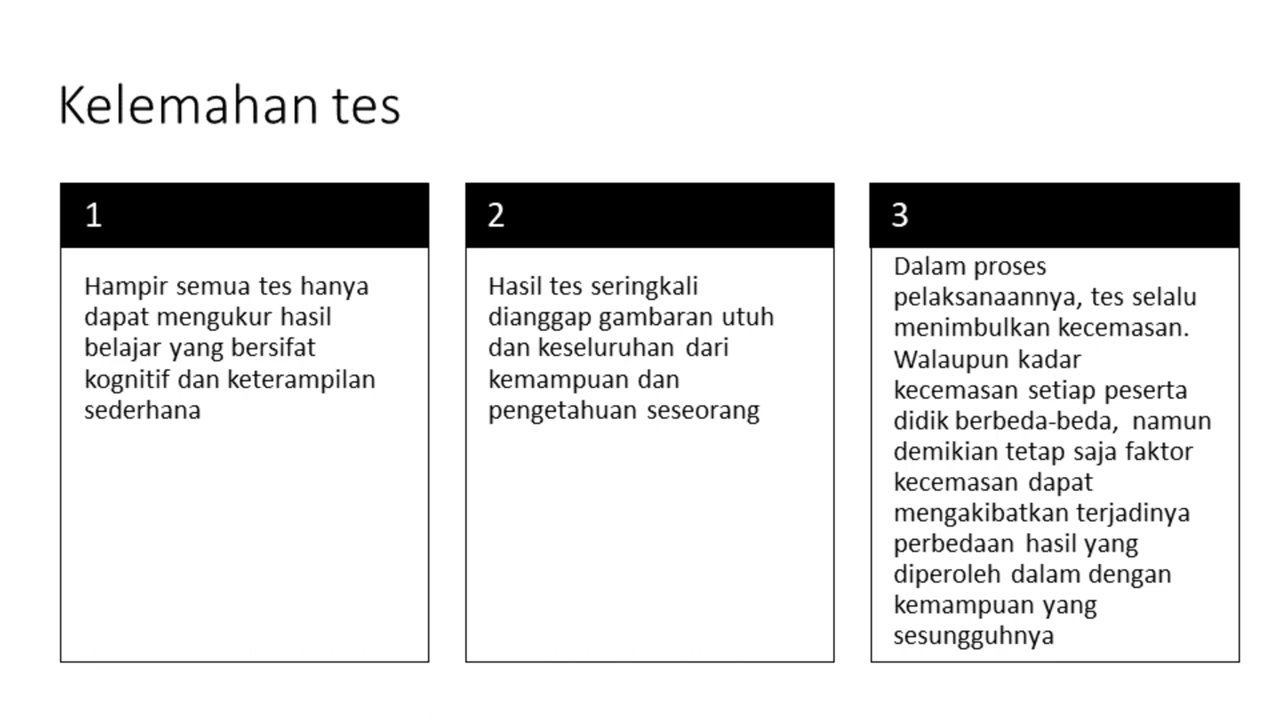 Kelemahan tes
1
Hampir semua tes hanya
dapat mengukur hasil
belajar yang bersifat
kognitif dan keterampilan
sederhana
2
Hasil tes seringkali
dianggap gambaran utuh
dan keseluruhan dari
kemampuan dan
pengetahuan seseorang
3
Dalam proses
pelaksanaannya, tes selalu
menimbulkan kecemasan.
Walaupun kadar
kecemasan setiap peserta
didik berbeda-beda, namun
demikian tetap saja faktor
kecemasan dapat
mengakibatkan terjadinya
perbedaan hasil yang
diperoleh dalam dengan
kemampuan yang
sesungguhnya